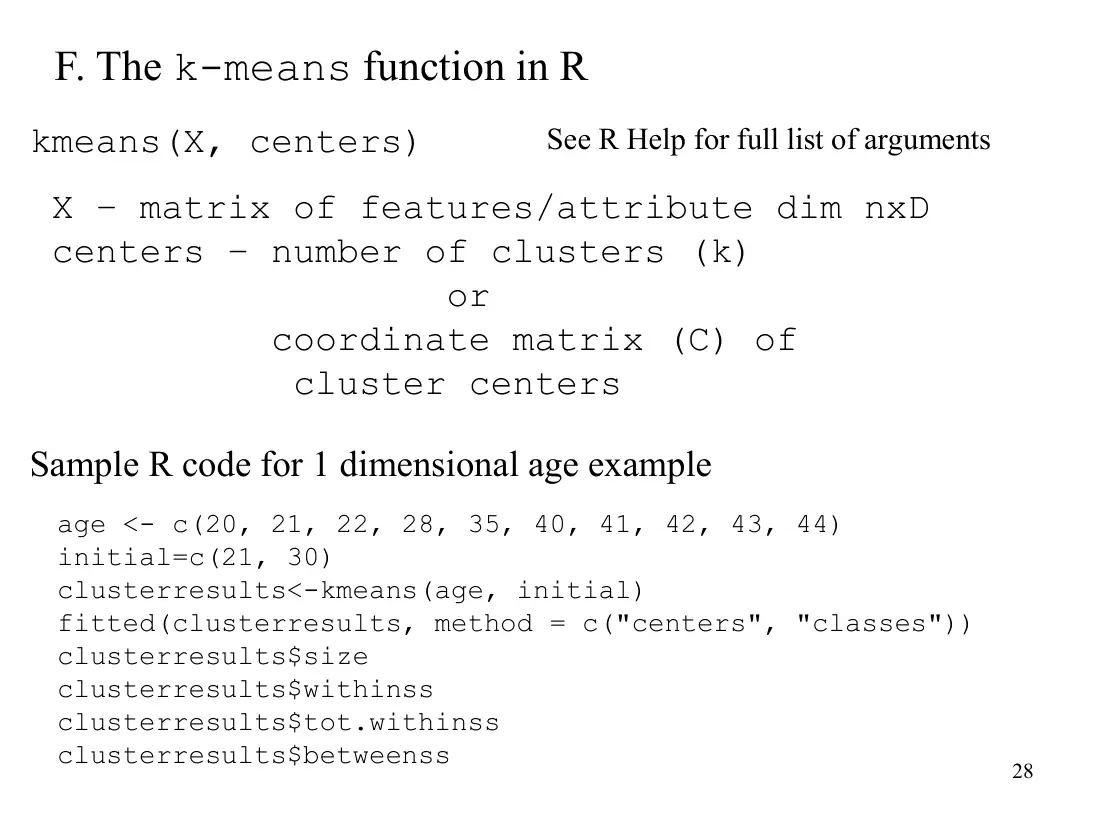 F. The k-means function in R
kmeans(X, centers) See R Help for full list of arguments
X – matrix of features/attribute dim nxD
centers – number of clusters (k)
or
coordinate matrix (C) of
cluster centers
Sample R code for 1 dimensional age example
age <- c(20, 21, 22, 28, 35, 40, 41, 42, 43, 44)
initial=c(21, 30)
clusterresults<-kmeans(age, initial)
fitted(clusterresults, method = c("centers", "classes"))
clusterresults$size
clusterresults$withinss
clusterresults$tot.withinss
clusterresults$betweenss
28